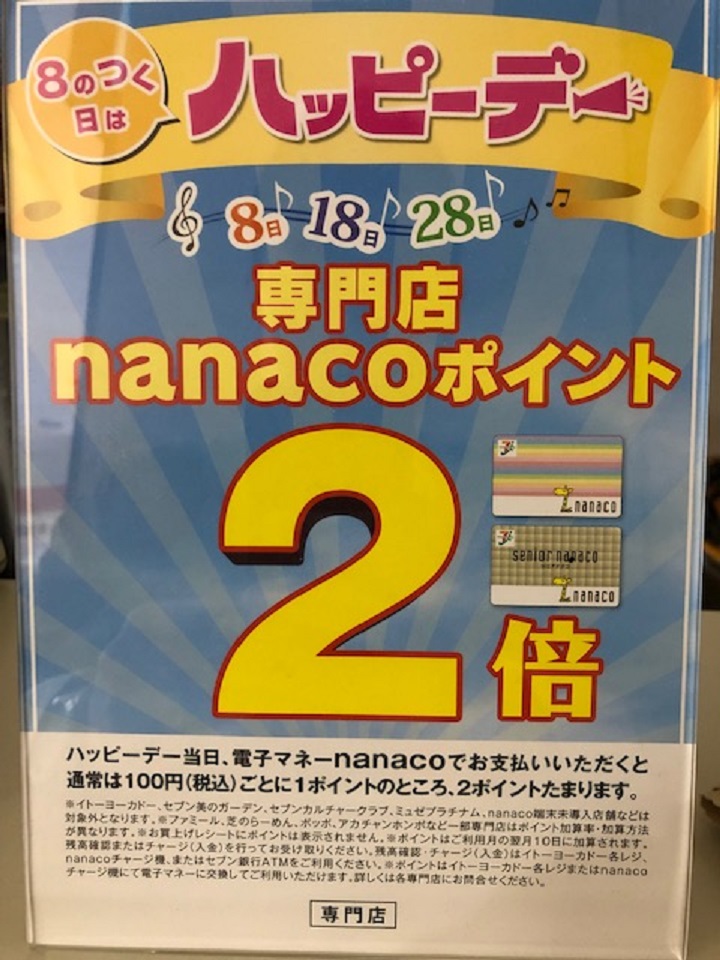 8のつく
日は
ハッピーデー
8日 18日 28日
専門店
nanacoポイント
2倍
nanaco
senior nanaco
nanaco
ハッピーデー当日、電子マネーnanacoでお支払いいただくと
通常は100円(税込)ごとに1ポイントのところ、2ポイントたまります。
※イトーヨーカドー、セブン美のガーデン、セブンカルチャークラブ、ミュゼプラチナム、nanaco端末未導入店舗などは
対象外となります。※ファミール、芝のらーめん、ポッポ、アカチャンホンポなど一部専門店はポイント加算率・加算方法
が異なります。※お買上げレシートにポイントは表示されません。※ポイントはご利用月の翌月10日に加算されます。
残高確認またはチャージ(入金)を行ってお受け取りください。残高確認・チャージ(入金)はイトーヨーカドー各レジ、
nanacoチャージ機、またはセブン銀行ATMをご利用ください。※ポイントはイトーヨーカドー各レジまたはnanaco
チャージ機にて電子マネーに交換してご利用いただけます。詳しくは各専門店にお問合せください。
専門店